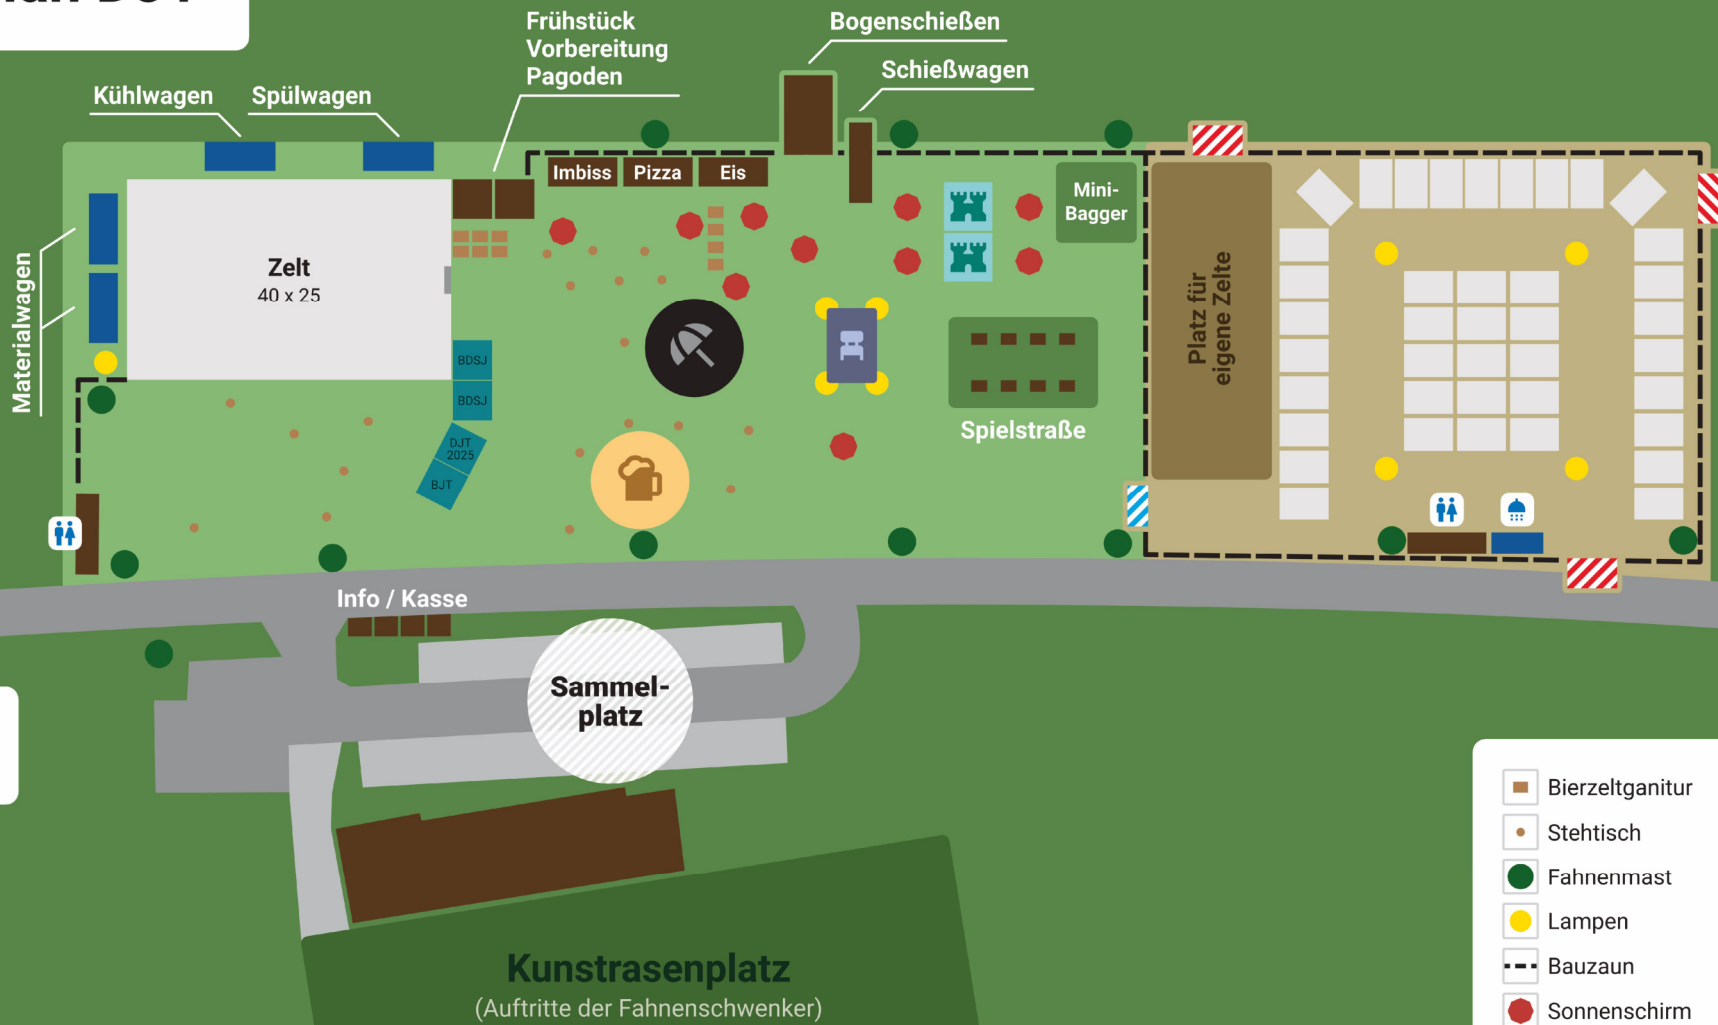 Frühstück
Vorbereitung
Pagoden
Bogenschießen
Schießwagen
Kühlwagen
Spülwagen
Imbiss
Pizza
Eis
Mini-
Bagger
Materialwagen
Zelt
40 x 25
Platz für
eigene Zelte
BDSJ
BDSJ
DJT
2025
BJT
Spielstraße
Info / Kasse
Sammel-
platz
Kunstrasenplatz
(Auftritte der Fahnenschwenker)
Bierzeltganitur
Stehtisch
Fahnenmast
Lampen
Bauzaun
Sonnenschirm